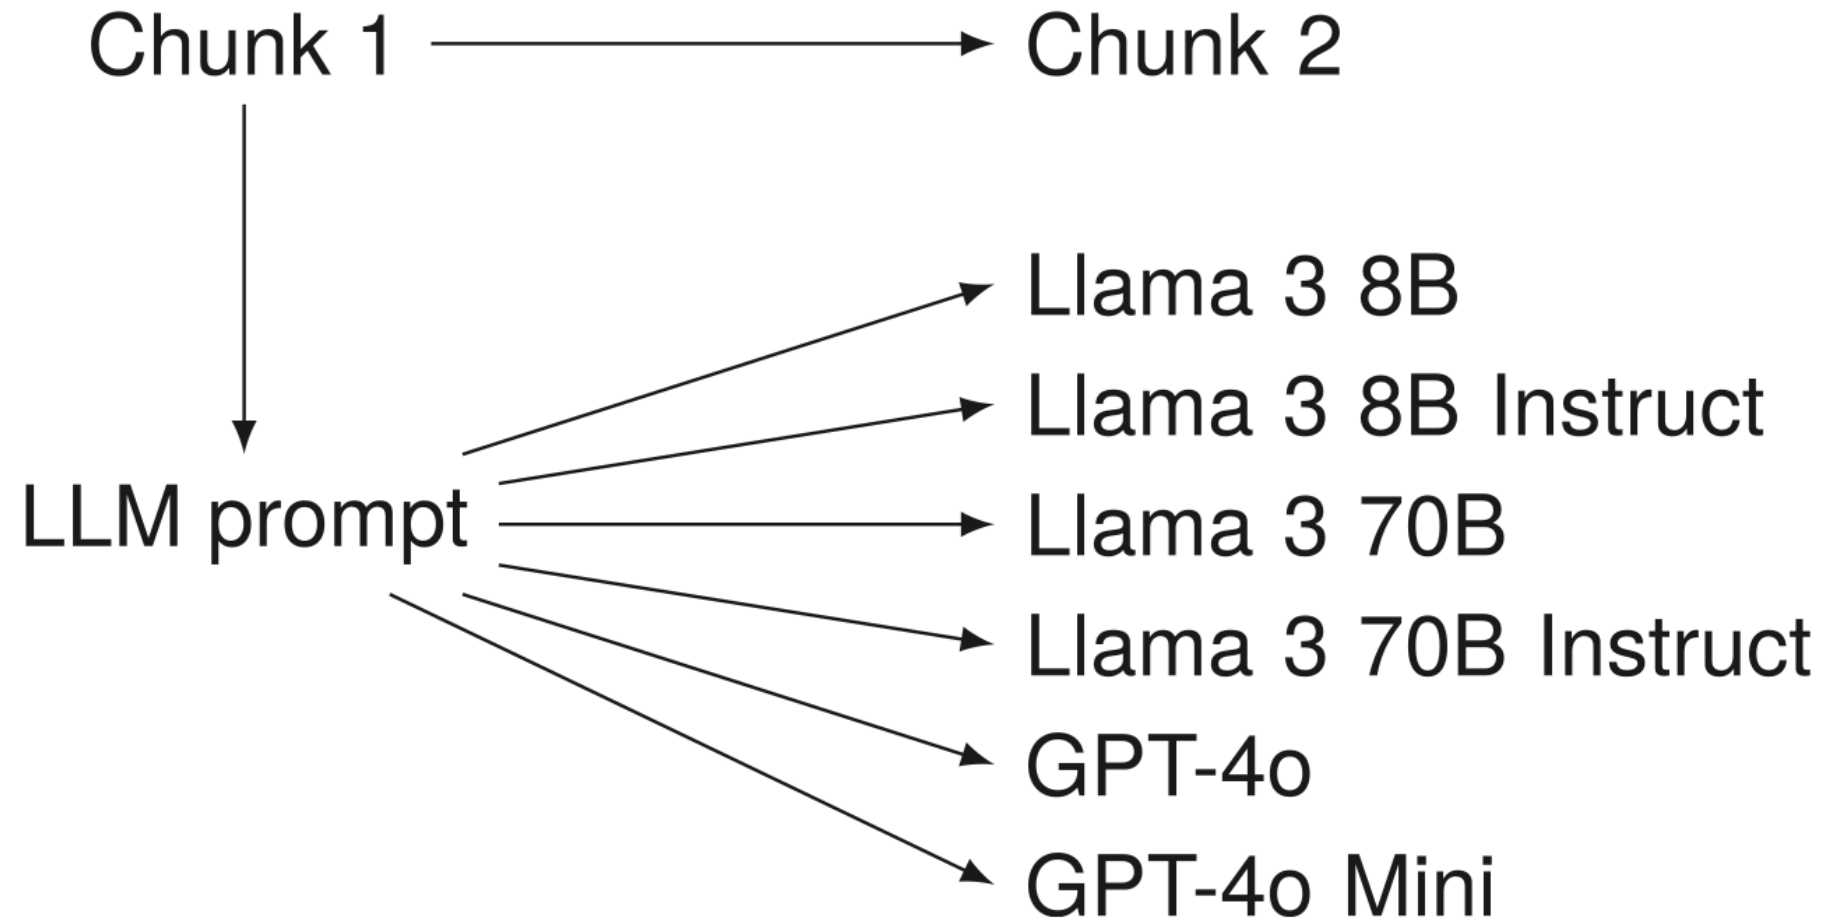 Chunk 1
Chunk 2
Llama 3 8B
Llama 3 8B Instruct
LLM prompt
Llama 3 70B
Llama 3 70B Instruct
GPT-4o
GPT-4o Mini